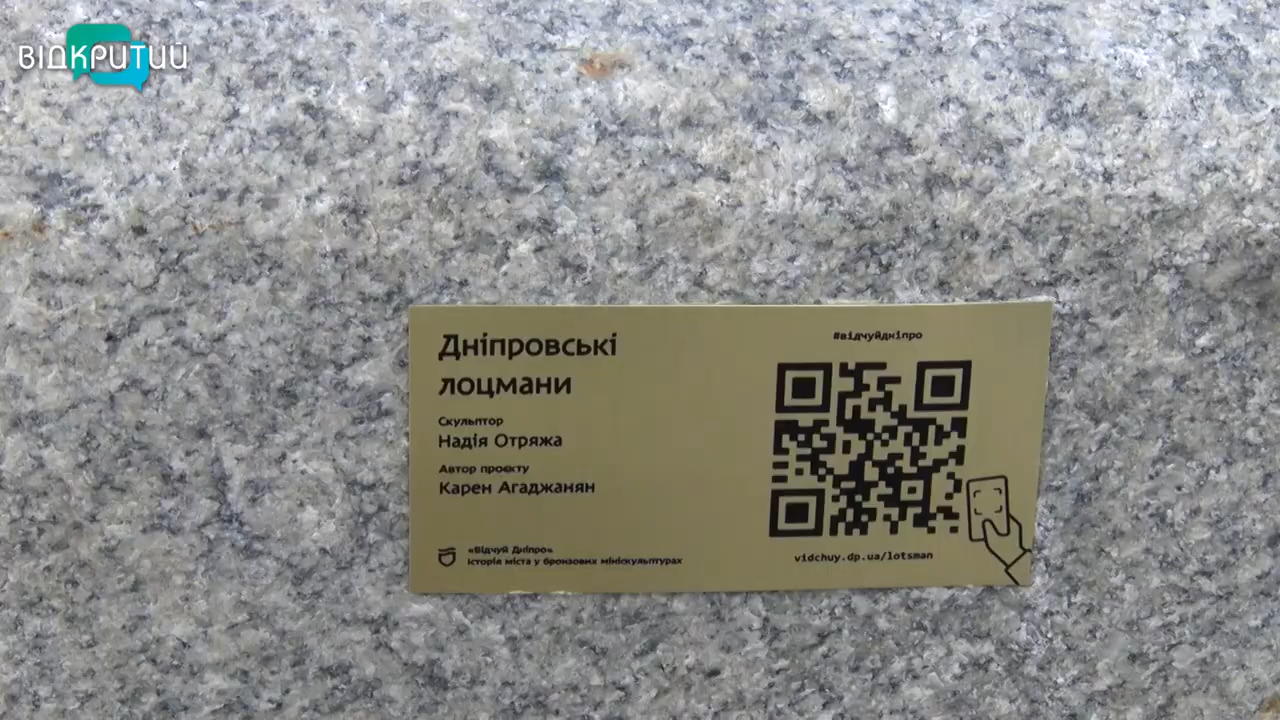 ВІДКРИТИЙ
Дніпровські
лоцмани
Скульптор
Надія Отряжа
Автор проєкту
Карен Агаджанян
«Відчуй Дніпро»
Історія міста у бронзових мініскульптурах
#відчуйдніпро
vidchuy.dp.ua/lotsman